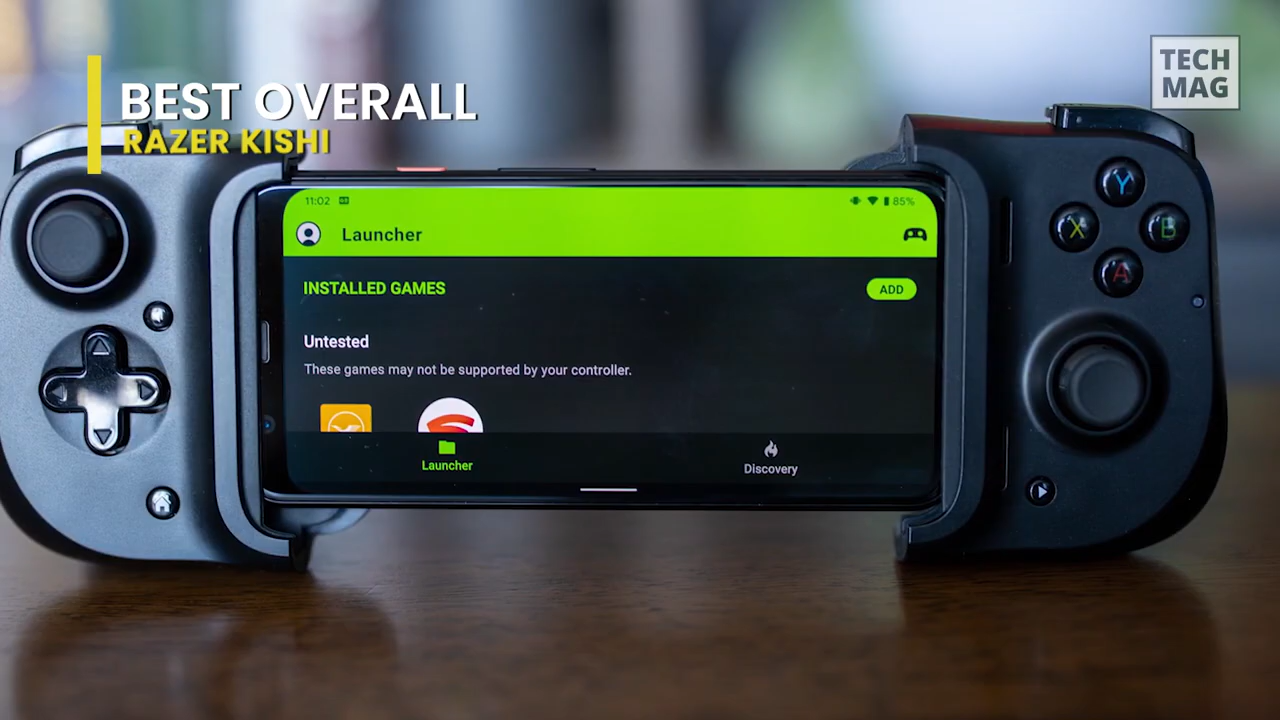 BEST OVERALL
RAZER KISHI
TECH
MAG
11:02
85%
Launcher
INSTALLED GAMES
ADD
Untested
These games may not be supported by your controller.
Launcher
Discovery
Y
X
B
A